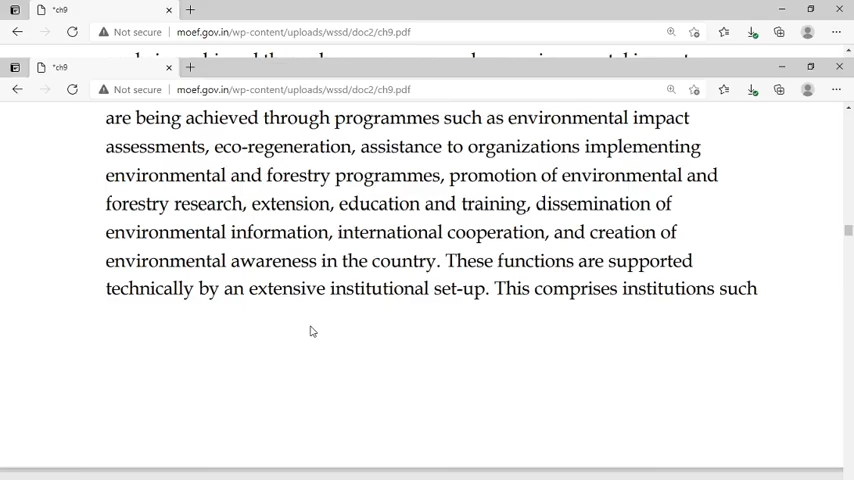 *ch9
Not secure moef.gov.in/wp-content/uploads/wssd/doc2/ch9.pdf
*ch9
Not secure moef.gov.in/wp-content/uploads/wssd/doc2/ch9.pdf
are being achieved through programmes such as environmental impact
assessments, eco-regeneration, assistance to organizations implementing
environmental and forestry programmes, promotion of environmental and
forestry research, extension, education and training, dissemination of
environmental information, international cooperation, and creation of
environmental awareness in the country. These functions are supported
technically by an extensive institutional set-up. This comprises institutions such